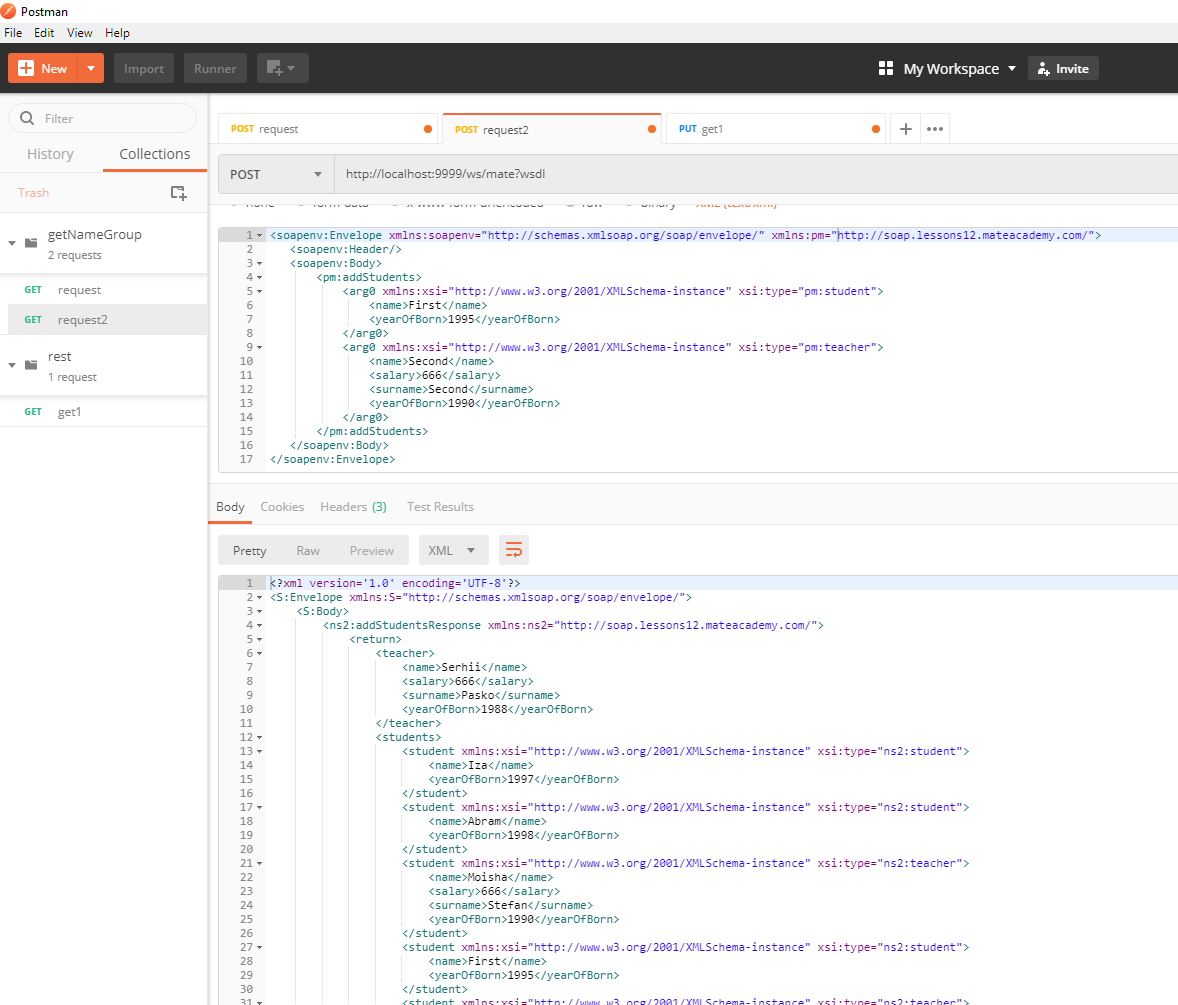 Postman
File Edit View Help
New Import Runner My Workspace Invite
Filter
History Collections
Trash
getNameGroup
2 requests
GET request
GET request2
rest
1 request
GET get1
POST request POST request2 PUT get1
POST http://localhost:9999/ws/mate?wsdl
none form-data x-www-form-urlencoded raw binary XML (text/xml)
1 <soapenv:Envelope xmlns:soapenv="http://schemas.xmlsoap.org/soap/envelope/" xmlns:pm="http://soap.lessons12.mateacademy.com/">
2 <soapenv:Header/>
3 <soapenv:Body>
4 <pm:addStudents>
5 <arg0 xmlns:xsi="http://www.w3.org/2001/XMLSchema-instance" xsi:type="pm:student">
6 <name>First</name>
7 <yearOfBorn>1995</yearOfBorn>
8 </arg0>
9 <arg0 xmlns:xsi="http://www.w3.org/2001/XMLSchema-instance" xsi:type="pm:teacher">
10 <name>Second</name>
11 <salary>666</salary>
12 <surname>Second</surname>
13 <yearOfBorn>1990</yearOfBorn>
14 </arg0>
15 </pm:addStudents>
16 </soapenv:Body>
17 </soapenv:Envelope>
Body Cookies Headers (3) Test Results
Pretty Raw Preview XML
1 <?xml version='1.0' encoding='UTF-8'?>
2 <S:Envelope xmlns:S="http://schemas.xmlsoap.org/soap/envelope/">
3 <S:Body>
4 <ns2:addStudentsResponse xmlns:ns2="http://soap.lessons12.mateacademy.com/">
5 <return>
6 <teacher>
7 <name>Serhii</name>
8 <salary>666</salary>
9 <surname>Pasko</surname>
10 <yearOfBorn>1988</yearOfBorn>
11 </teacher>
12 <students>
13 <student xmlns:xsi="http://www.w3.org/2001/XMLSchema-instance" xsi:type="ns2:student">
14 <name>Iza</name>
15 <yearOfBorn>1997</yearOfBorn>
16 </student>
17 <student xmlns:xsi="http://www.w3.org/2001/XMLSchema-instance" xsi:type="ns2:student">
18 <name>Abram</name>
19 <yearOfBorn>1998</yearOfBorn>
20 </student>
21 <student xmlns:xsi="http://www.w3.org/2001/XMLSchema-instance" xsi:type="ns2:teacher">
22 <name>Moisha</name>
23 <salary>666</salary>
24 <surname>Stefan</surname>
25 <yearOfBorn>1990</yearOfBorn>
26 </student>
27 <student xmlns:xsi="http://www.w3.org/2001/XMLSchema-instance" xsi:type="ns2:student">
28 <name>First</name>
29 <yearOfBorn>1995</yearOfBorn>
30 </student>
31 <student xmlns:xsi="http://www.w3.org/2001/XMLSchema-instance" xsi:type="ns2:teacher">